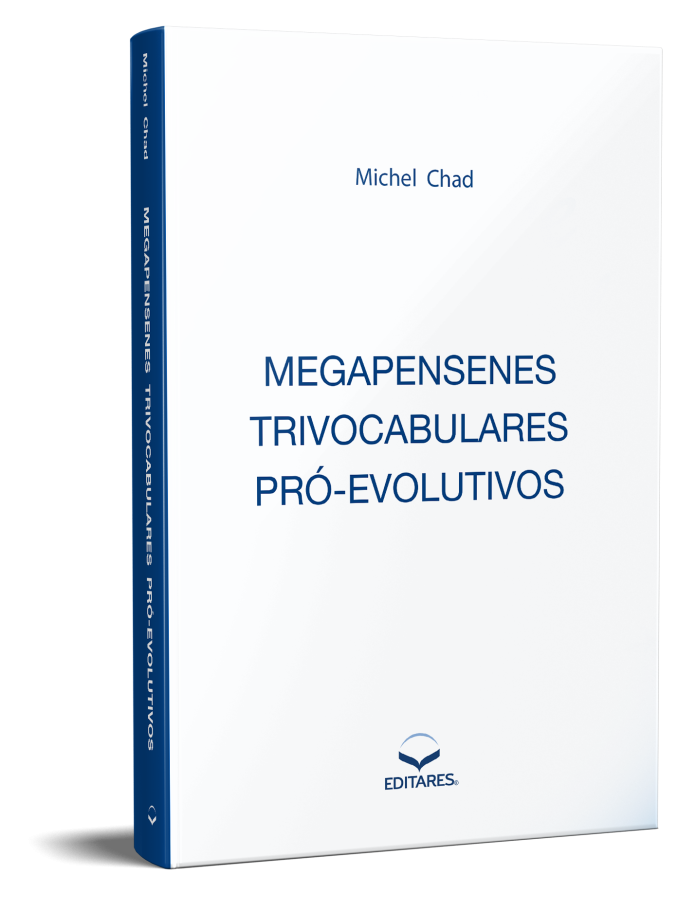 Michel Chad
MEGAPENSENES TRIVOCABULARES PRÓ-EVOLUTIVOS
Michel Chad
MEGAPENSENES
TRIVOCABULARES
PRÓ-EVOLUTIVOS
EDITARES®